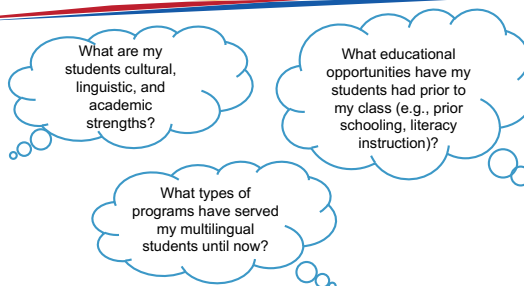 What are my
students cultural,
linguistic, and
academic
strengths?
What educational
opportunities have my
students had prior to
my class (e.g., prior
schooling, literacy
instruction)?
What types of
programs have served
my multilingual
students until now?